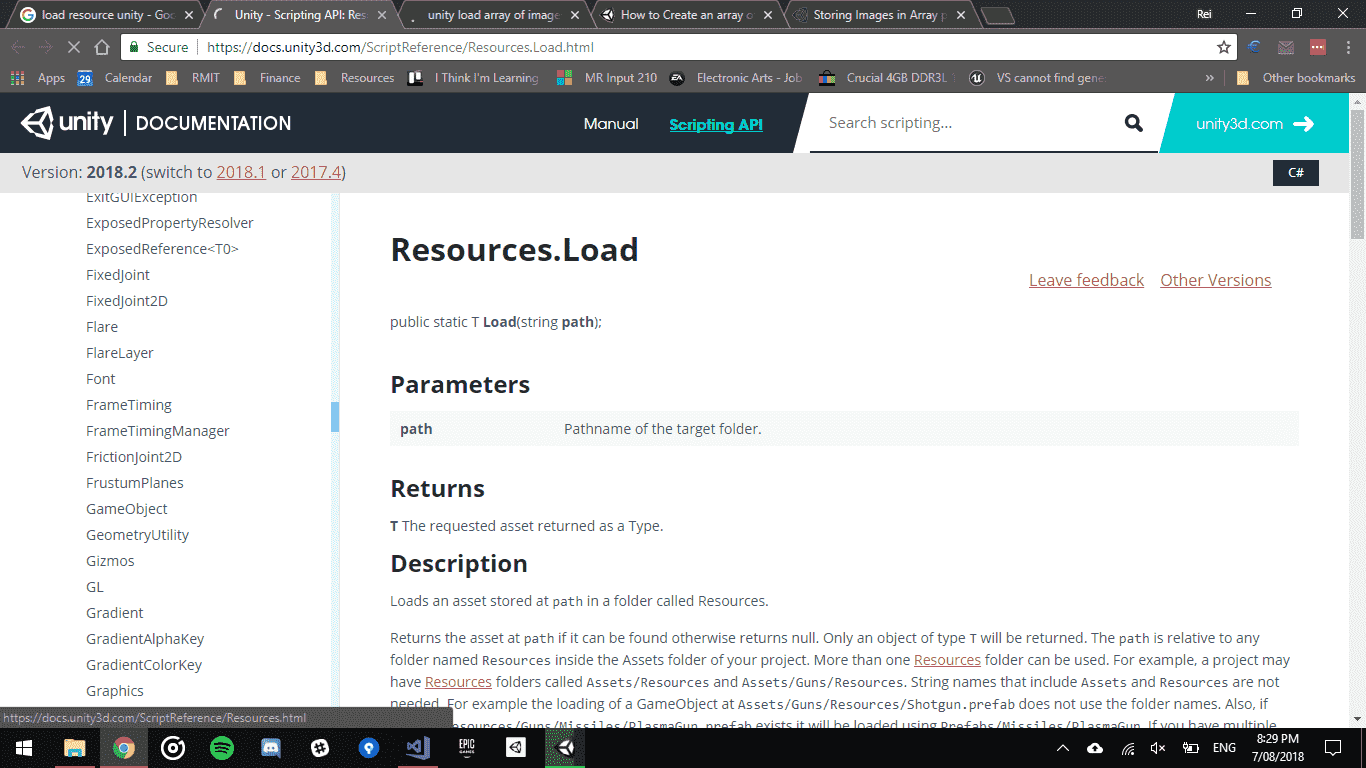 load resource unity - Goo
Unity - Scripting API: Res
unity load array of image
How to Create an array o
Storing Images in Array p
Rei
Secure
https://docs.unity3d.com/ScriptReference/Resources.Load.html
Apps
29
Calendar
RMIT
Finance
Resources
I Think I'm Learning
MR Input 210
Electronic Arts - Job
Crucial 4GB DDR3L
VS cannot find gene
»
Other bookmarks
unity | DOCUMENTATION
Manual
Scripting API
Search scripting...
unity3d.com
Version: 2018.2 (switch to 2018.1 or 2017.4)
C#
ExitGUIException
ExposedPropertyResolver
ExposedReference<T0>
FixedJoint
FixedJoint2D
Flare
FlareLayer
Font
FrameTiming
FrameTimingManager
FrictionJoint2D
FrustumPlanes
GameObject
GeometryUtility
Gizmos
GL
Gradient
GradientAlphaKey
GradientColorKey
Graphics
Resources.Load
Leave feedback
Other Versions
public static T Load(string path);
Parameters
path
Pathname of the target folder.
Returns
T The requested asset returned as a Type.
Description
Loads an asset stored at path in a folder called Resources.
Returns the asset at path if it can be found otherwise returns null. Only an object of type T will be returned. The path is relative to any
folder named Resources inside the Assets folder of your project. More than one Resources folder can be used. For example, a project may
have Resources folders called Assets/Resources and Assets/Guns/Resources. String names that include Assets and Resources are not
needed. For example the loading of a GameObject at Assets/Guns/Resources/Shotgun.prefab does not use the folder names. Also, if
esources/Guns/Missiles/PlasmaGun.prefab exists it will be loaded using Prefabs/Missiles/PlasmaGun. If you have multiple
https://docs.unity3d.com/ScriptReference/Resources.html
EPIC
GAMES
ENG
8:29 PM
7/08/2018